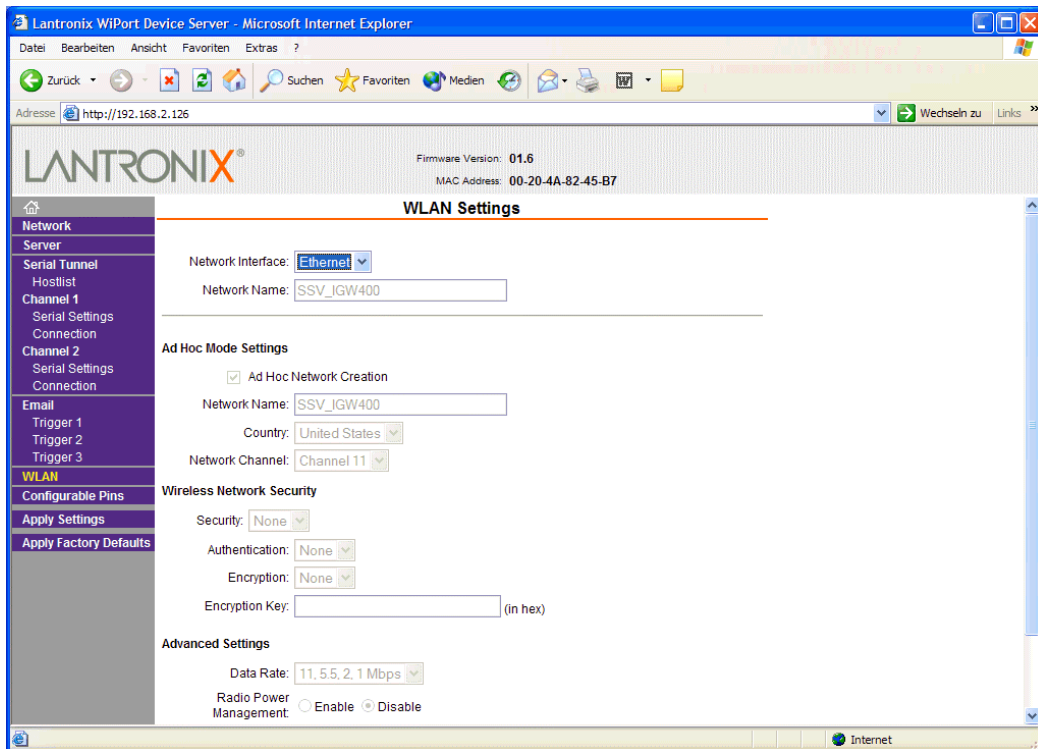 Lantronix WiPort Device Server - Microsoft Internet Explorer
Datei Bearbeiten Ansicht Favoriten Extras ?
Zurück Suchen Favoriten Medien
Adresse http://192.168.2.126 Wechseln zu Links »
LANTRONIX®
Firmware Version: 01.6
MAC Address: 00-20-4A-82-45-B7
Network
Server
Serial Tunnel
Hostlist
Channel 1
Serial Settings
Connection
Channel 2
Serial Settings
Connection
Email
Trigger 1
Trigger 2
Trigger 3
WLAN
Configurable Pins
Apply Settings
Apply Factory Defaults
WLAN Settings
Network Interface: Ethernet
Network Name: SSV_IGW400
Ad Hoc Mode Settings
Ad Hoc Network Creation
Network Name: SSV_IGW400
Country: United States
Network Channel: Channel 11
Wireless Network Security
Security: None
Authentication: None
Encryption: None
Encryption Key: (in hex)
Advanced Settings
Data Rate: 11, 5.5, 2, 1 Mbps
Radio Power
Management: Enable Disable
Internet